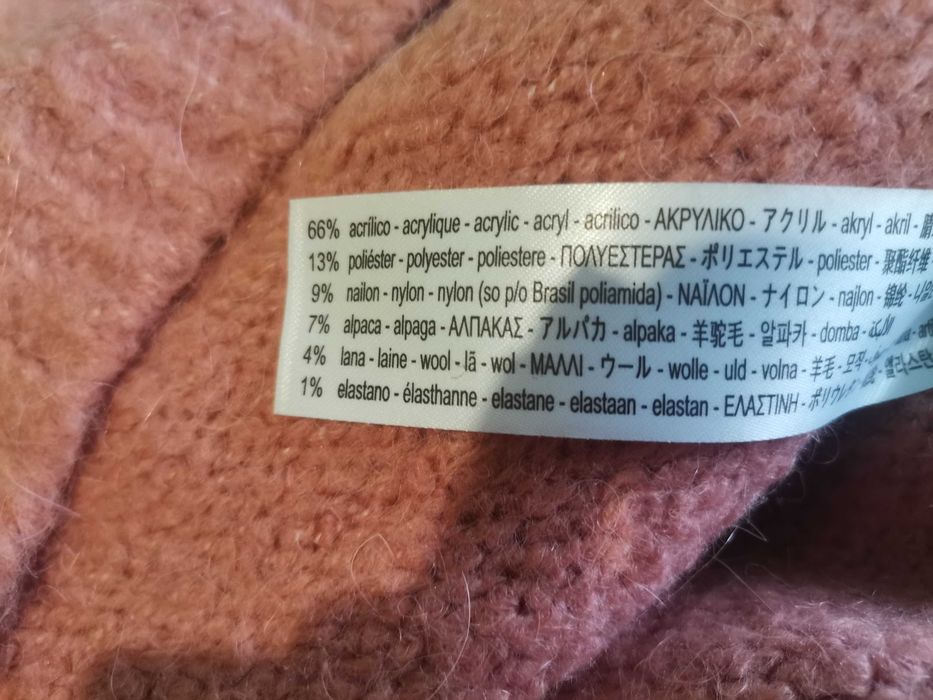 66% acrílico - acrylique - acrylic - acryl - acrilico - ΑΚΡΥΛΙΚΟ - アクリル - akryl - akril -
13% poliéster - polyester - poliestere - ΠΟΛΥΕΣΤΕΡΑΣ - ポリエステル - poliester - 聚酯纤维
9% nailon - nylon - nylon (so p/o Brasil poliamida) - ΝΑΪΛΟΝ - ナイロン - najlon - 锦纶 -
7% alpaca - alpaga - ΑΛΠΑΚΑΣ - アルパカ - alpaka - 羊驼毛 - 알파카 - domba -
4% lana - laine - wool - lã - wol - ΜΑΛΛΙ - ウール - wolle - uld - volna - 羊毛 - 모직 -
1% elastano - élasthanne - elastane - elastaan - elastan - ΕΛΑΣΤΙΝΗ -